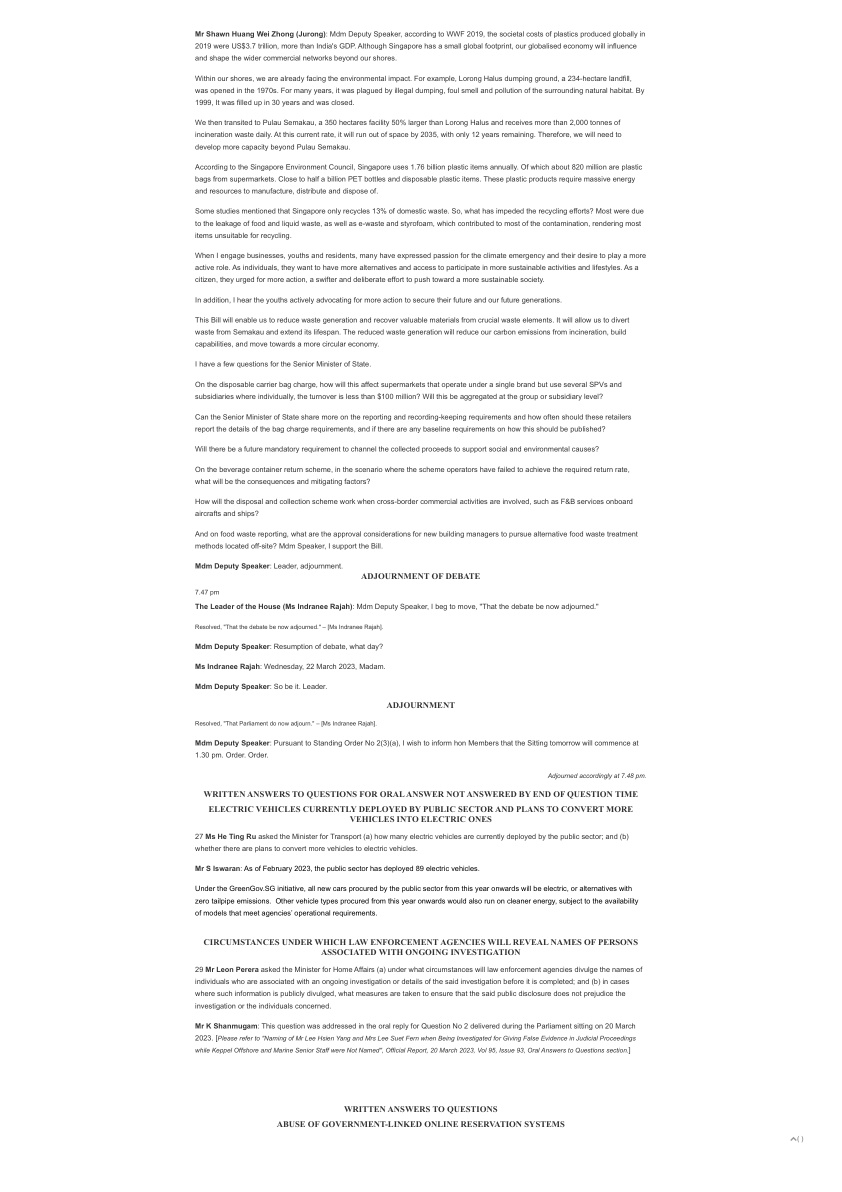 Mr Shawn Huang Wei Zhong (Jurong): Mdm Deputy Speaker, according to WWF 2019, the societal costs of plastics produced globally in
2019 were US$3.7 trillion, more than India's GDP. Although Singapore has a small global footprint, our globalised economy will influence
and shape the wider commercial networks beyond our shores.
Within our shores, we are already facing the environmental impact. For example, Lorong Halus dumping ground, a 234-hectare landfill,
was opened in the 1970s. For many years, it was plagued by illegal dumping, foul smell and pollution of the surrounding natural habitat. By
1999, It was filled up in 30 years and was closed.
We then transited to Pulau Semakau, a 350 hectares facility 50% larger than Lorong Halus and receives more than 2,000 tonnes of
incineration waste daily. At this current rate, it will run out of space by 2035, with only 12 years remaining. Therefore, we will need to
develop more capacity beyond Pulau Semakau.
According to the Singapore Environment Council, Singapore uses 1.76 billion plastic items annually. Of which about 820 million are plastic
bags from supermarkets. Close to half a billion PET bottles and disposable plastic items. These plastic products require massive energy
and resources to manufacture, distribute and dispose of.
Some studies mentioned that Singapore only recycles 13% of domestic waste. So, what has impeded the recycling efforts? Most were due
to the leakage of food and liquid waste, as well as e-waste and styrofoam, which contributed to most of the contamination, rendering most
items unsuitable for recycling.
When I engage businesses, youths and residents, many have expressed passion for the climate emergency and their desire to play a more
active role. As individuals, they want to have more alternatives and access to participate in more sustainable activities and lifestyles. As a
citizen, they urged for more action, a swifter and deliberate effort to push toward a more sustainable society.
In addition, I hear the youths actively advocating for more action to secure their future and our future generations.
This Bill will enable us to reduce waste generation and recover valuable materials from crucial waste elements. It will allow us to divert
waste from Semakau and extend its lifespan. The reduced waste generation will reduce our carbon emissions from incineration, build
capabilities, and move towards a more circular economy.
I have a few questions for the Senior Minister of State.
On the disposable carrier bag charge, how will this affect supermarkets that operate under a single brand but use several SPVs and
subsidiaries where individually, the turnover is less than $100 million? Will this be aggregated at the group or subsidiary level?
Can the Senior Minister of State share more on the reporting and recording-keeping requirements and how often should these retailers
report the details of the bag charge requirements, and if there are any baseline requirements on how this should be published?
Will there be a future mandatory requirement to channel the collected proceeds to support social and environmental causes?
On the beverage container return scheme, in the scenario where the scheme operators have failed to achieve the required return rate,
what will be the consequences and mitigating factors?
How will the disposal and collection scheme work when cross-border commercial activities are involved, such as F&B services onboard
aircrafts and ships?
And on food waste reporting, what are the approval considerations for new building managers to pursue alternative food waste treatment
methods located off-site? Mdm Speaker, I support the Bill.
Mdm Deputy Speaker: Leader, adjournment.
ADJOURNMENT OF DEBATE
7.47 pm
The Leader of the House (Ms Indranee Rajah): Mdm Deputy Speaker, I beg to move, "That the debate be now adjourned."
Resolved, "That the debate be now adjourned." – [Ms Indranee Rajah].
Mdm Deputy Speaker: Resumption of debate, what day?
Ms Indranee Rajah: Wednesday, 22 March 2023, Madam.
Mdm Deputy Speaker: So be it. Leader.
ADJOURNMENT
Resolved, "That Parliament do now adjourn." – [Ms Indranee Rajah].
Mdm Deputy Speaker: Pursuant to Standing Order No 2(3)(a), I wish to inform hon Members that the Sitting tomorrow will commence at
1.30 pm. Order. Order.
Adjourned accordingly at 7.48 pm.
WRITTEN ANSWERS TO QUESTIONS FOR ORAL ANSWER NOT ANSWERED BY END OF QUESTION TIME
ELECTRIC VEHICLES CURRENTLY DEPLOYED BY PUBLIC SECTOR AND PLANS TO CONVERT MORE
VEHICLES INTO ELECTRIC ONES
27 Ms He Ting Ru asked the Minister for Transport (a) how many electric vehicles are currently deployed by the public sector; and (b)
whether there are plans to convert more vehicles to electric vehicles.
Mr S Iswaran: As of February 2023, the public sector has deployed 89 electric vehicles.
Under the GreenGov.SG initiative, all new cars procured by the public sector from this year onwards will be electric, or alternatives with
zero tailpipe emissions. Other vehicle types procured from this year onwards would also run on cleaner energy, subject to the availability
of models that meet agencies' operational requirements.
CIRCUMSTANCES UNDER WHICH LAW ENFORCEMENT AGENCIES WILL REVEAL NAMES OF PERSONS
ASSOCIATED WITH ONGOING INVESTIGATION
29 Mr Leon Perera asked the Minister for Home Affairs (a) under what circumstances will law enforcement agencies divulge the names of
individuals who are associated with an ongoing investigation or details of the said investigation before it is completed; and (b) in cases
where such information is publicly divulged, what measures are taken to ensure that the said public disclosure does not prejudice the
investigation or the individuals concerned.
Mr K Shanmugam: This question was addressed in the oral reply for Question No 2 delivered during the Parliament sitting on 20 March
2023. [Please refer to "Naming of Mr Lee Hsien Yang and Mrs Lee Suet Fern when Being Investigated for Giving False Evidence in Judicial Proceedings
while Keppel Offshore and Marine Senior Staff were Not Named", Official Report, 20 March 2023, Vol 95, Issue 93, Oral Answers to Questions section.]
WRITTEN ANSWERS TO QUESTIONS
ABUSE OF GOVERNMENT-LINKED ONLINE RESERVATION SYSTEMS
( )